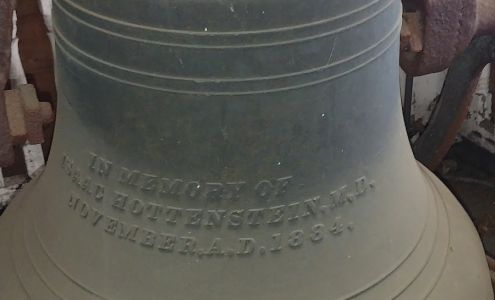 IN MEMORY OF
ISAAC HOTTENSTEIN, M.D.
NOVEMBER, A.D. 1884.